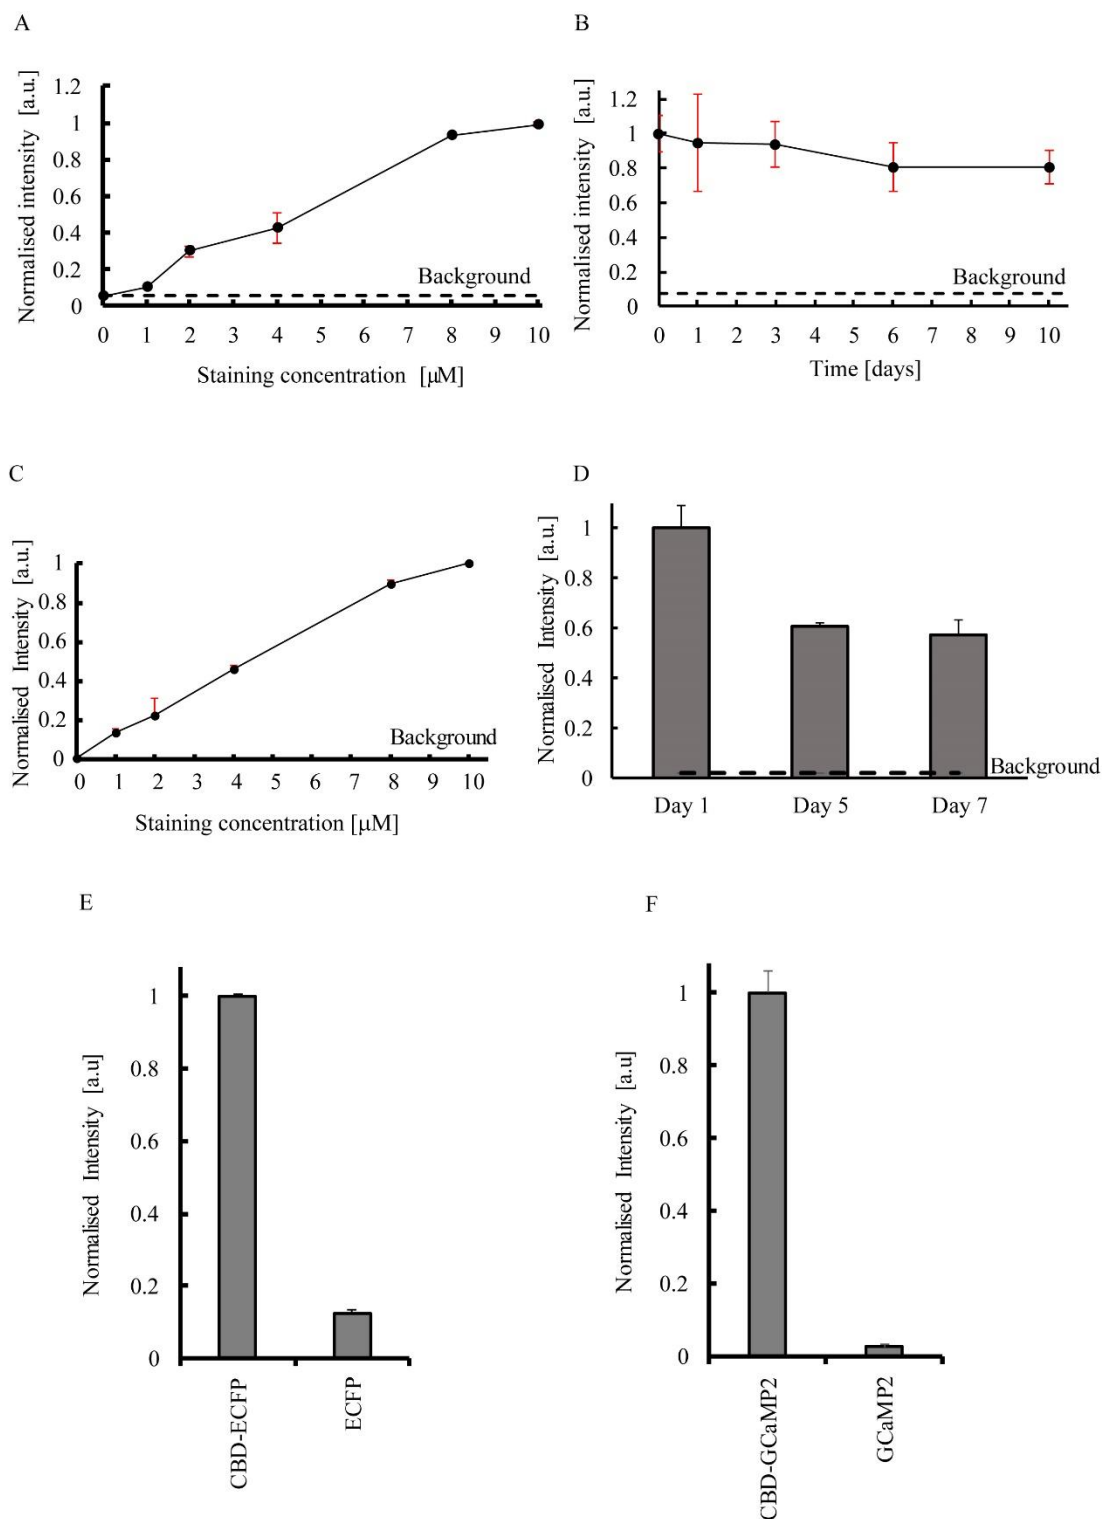 A
Normalised intensity [a.u.]
1.2
1
0.8
0.6
0.4
0.2
0
Background
0 1 2 3 4 5 6 7 8 9 10
Staining concentration [μM]
B
Normalised intensity [a.u.]
1.2
1
0.8
0.6
0.4
0.2
0
Background
0 1 2 3 4 5 6 7 8 9 10
Time [days]
C
Normalised Intensity [a.u.]
1
0.8
0.6
0.4
0.2
0
Background
0 1 2 3 4 5 6 7 8 9 10
Staining concentration [μM]
D
Normalised Intensity [a.u.]
1
0.8
0.6
0.4
0.2
0
Background
Day 1 Day 5 Day 7
E
Normalised Intensity [a.u]
1
0.8
0.6
0.4
0.2
0
CBD-ECFP
ECFP
F
Normalised Intensity [a.u]
1
0.8
0.6
0.4
0.2
0
CBD-GCaMP2
GCaMP2